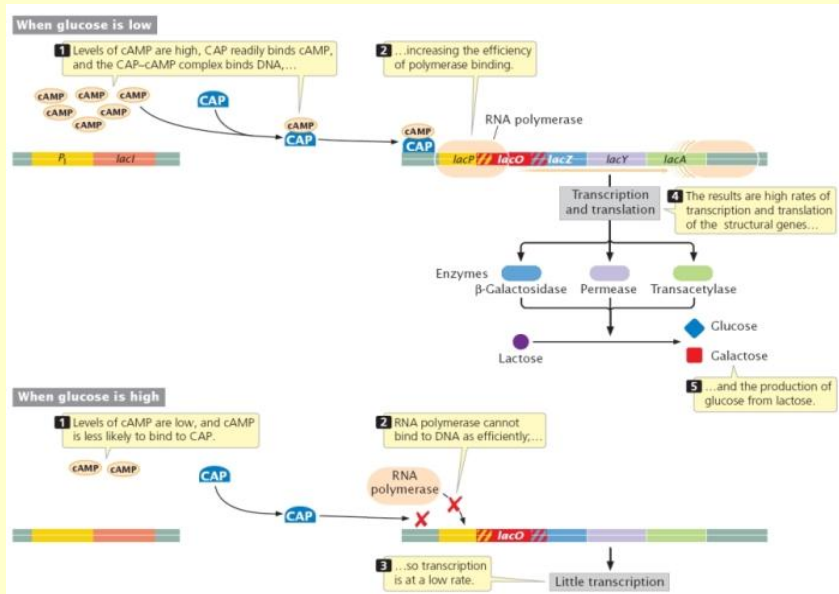 When glucose is low
1 Levels of cAMP are high, CAP readily binds cAMP,
and the CAP–cAMP complex binds DNA,…
2 …increasing the efficiency
of polymerase binding.
cAMP cAMP cAMP
cAMP cAMP
cAMP
CAP
cAMP
CAP
cAMP
CAP
RNA polymerase
PI lacI
lacP lacO lacZ lacY lacA
Transcription
and translation
4 The results are high rates of
transcription and translation
of the structural genes…
Enzymes
β-Galactosidase Permease Transacetylase
Lactose
Glucose
Galactose
5 …and the production of
glucose from lactose.
When glucose is high
1 Levels of cAMP are low, and cAMP
is less likely to bind to CAP.
2 RNA polymerase cannot
bind to DNA as efficiently;…
cAMP cAMP
CAP
CAP
RNA
polymerase
lacO
3 …so transcription
is at a low rate.
Little transcription